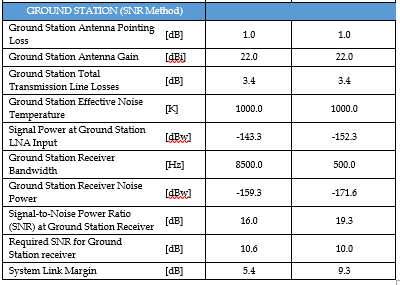 GROUND STATION (SNR Method)
Ground Station Antenna Pointing
Loss [dB] 1.0 1.0
Ground Station Antenna Gain [dBi] 22.0 22.0
Ground Station Total
Transmission Line Losses [dB] 3.4 3.4
Ground Station Effective Noise
Temperature [K] 1000.0 1000.0
Signal Power at Ground Station
LNA Input [dBw] -143.3 -152.3
Ground Station Receiver
Bandwidth [Hz] 8500.0 500.0
Ground Station Receiver Noise
Power [dBw] -159.3 -171.6
Signal-to-Noise Power Ratio
(SNR) at Ground Station Receiver [dB] 16.0 19.3
Required SNR for Ground
Station receiver [dB] 10.6 10.0
System Link Margin [dB] 5.4 9.3